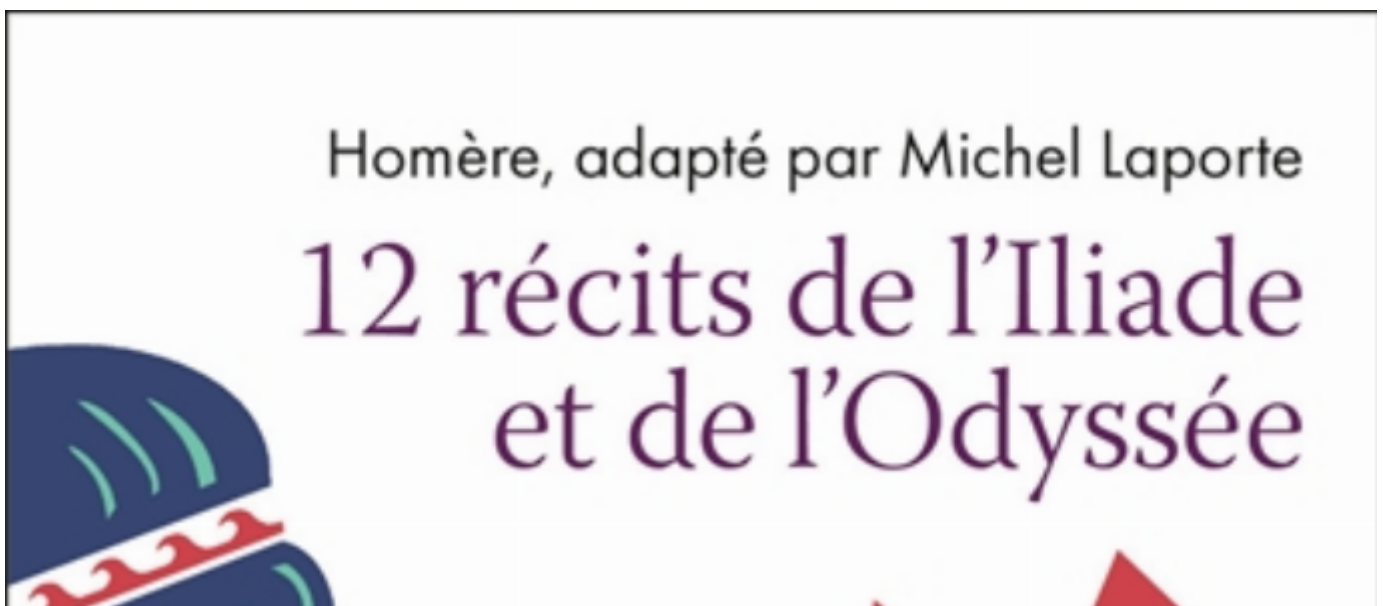 Homère, adapté par Michel Laporte
12 récits de l’Iliade
et de l’Odyssée